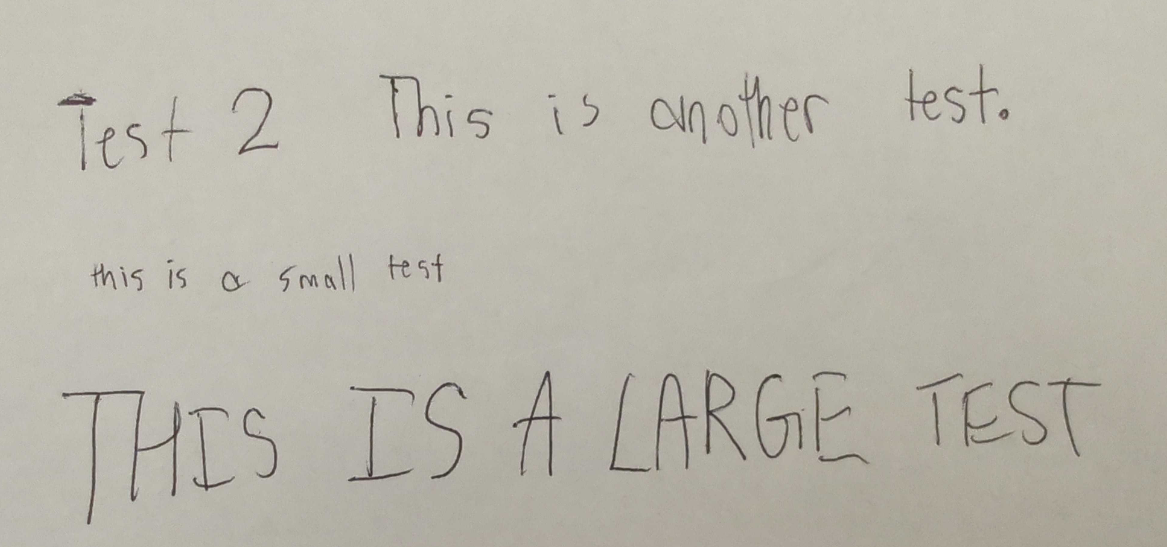 Test 2 This is another test.
this is a small test
THIS IS A LARGE TEST